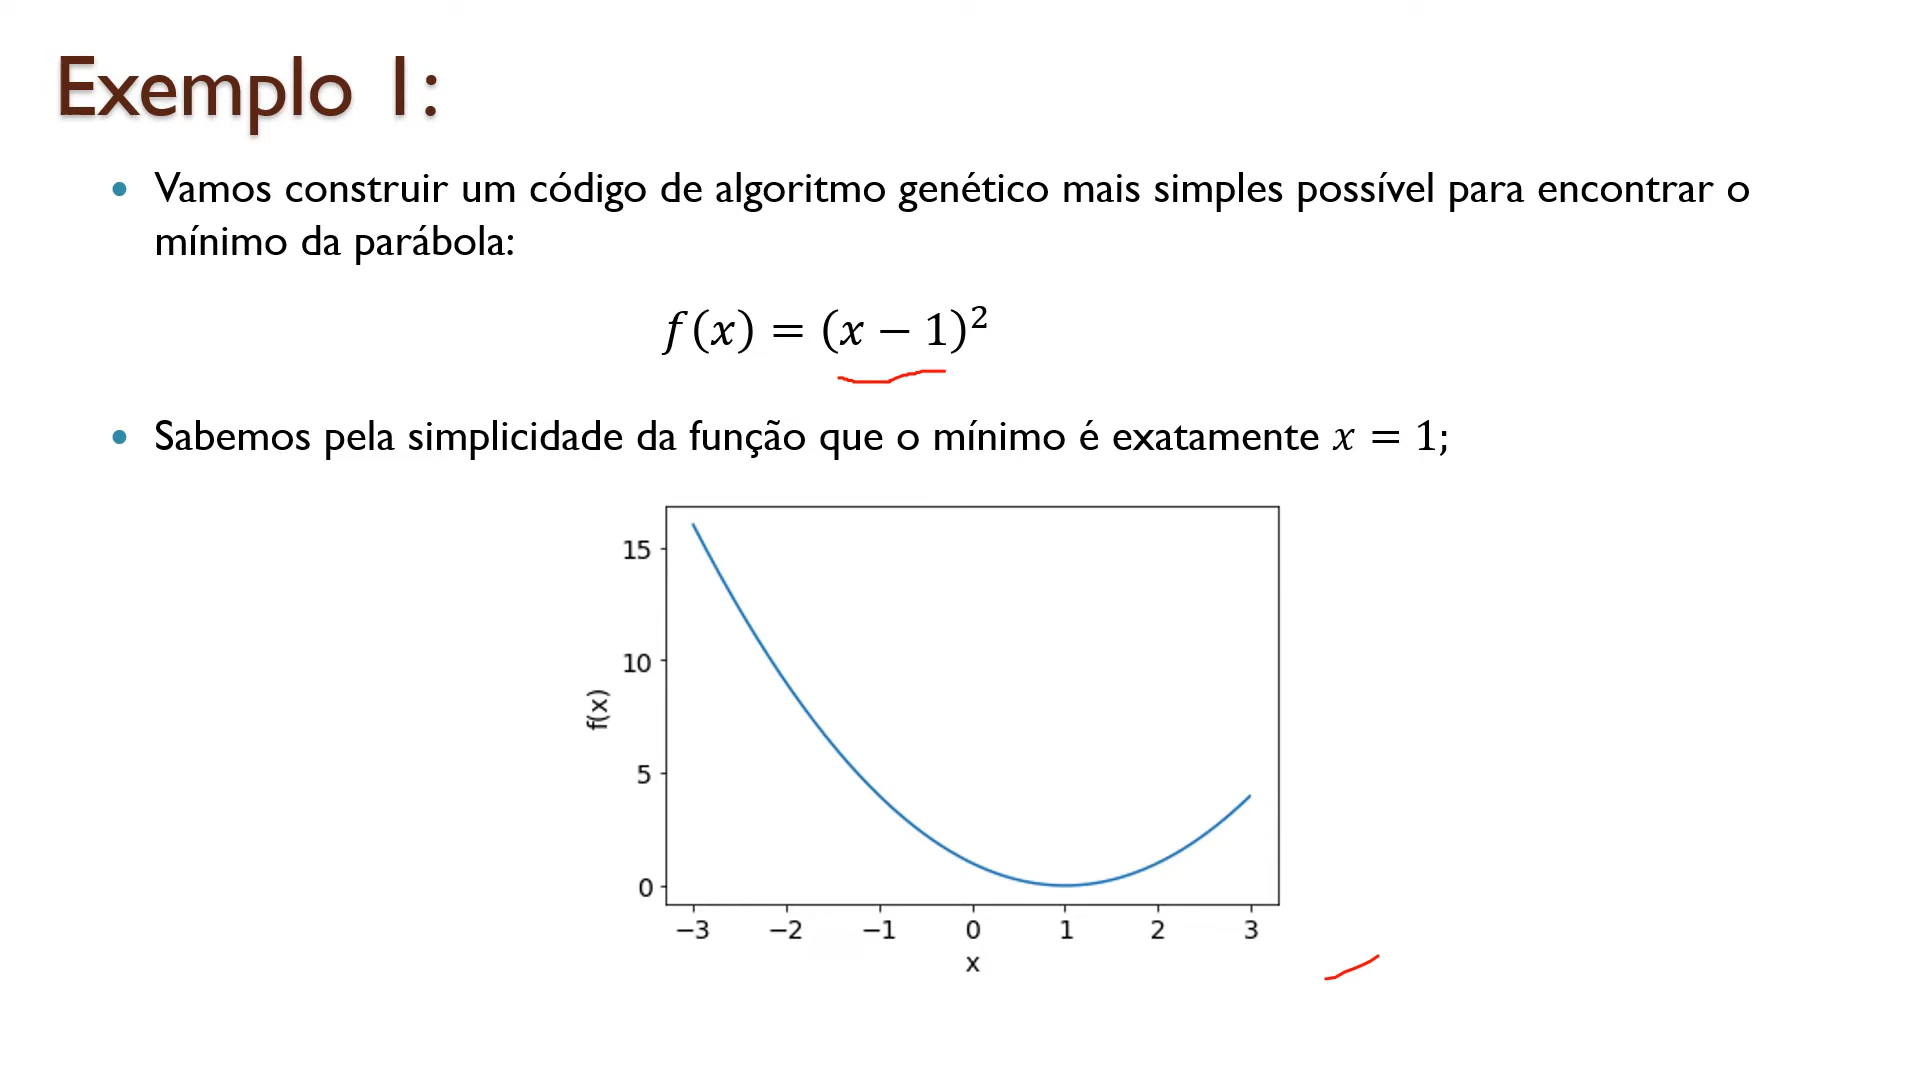 Exemplo 1:
• Vamos construir um código de algoritmo genético mais simples possível para encontrar o
mínimo da parábola:
f(x) = (x − 1)²
• Sabemos pela simplicidade da função que o mínimo é exatamente x = 1;
15
10
5
0
f(x)
−3 −2 −1 0 1 2 3
x